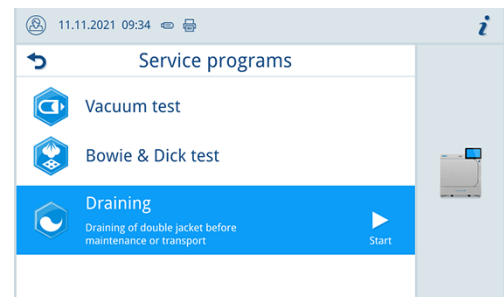 11.11.2021 09:34
Service programs
Vacuum test
Bowie & Dick test
Draining
Draining of double jacket before
maintenance or transport
Start
i